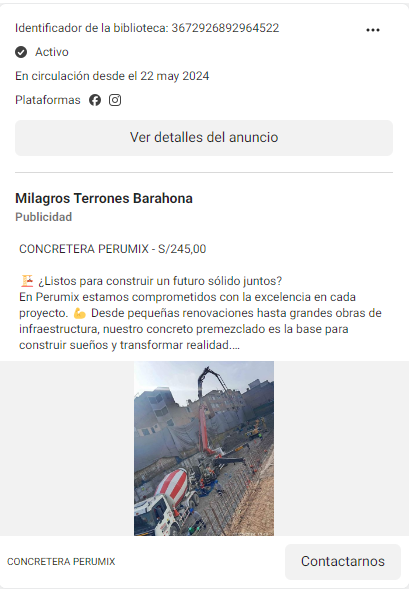 Identificador de la biblioteca: 3672926892964522
Activo
En circulación desde el 22 may 2024
Plataformas
Ver detalles del anuncio
Milagros Terrones Barahona
Publicidad
CONCRETERA PERUMIX - S/245,00
🏗️ ¿Listos para construir un futuro sólido juntos?
En Perumix estamos comprometidos con la excelencia en cada
proyecto. 💪 Desde pequeñas renovaciones hasta grandes obras de
infraestructura, nuestro concreto premezclado es la base para
construir sueños y transformar realidad....
CONCRETERA PERUMIX
Contactarnos